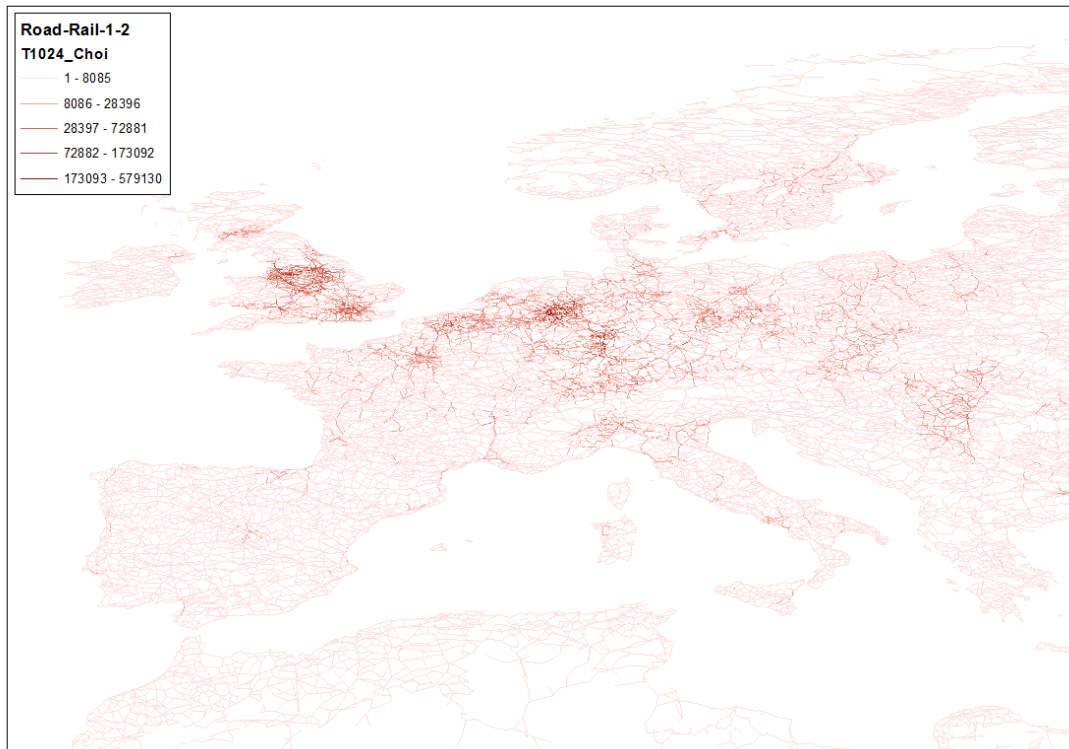 Road-Rail-1-2
T1024_Choi
1 - 8085
8086 - 28396
28397 - 72881
72882 - 173092
173093 - 579130